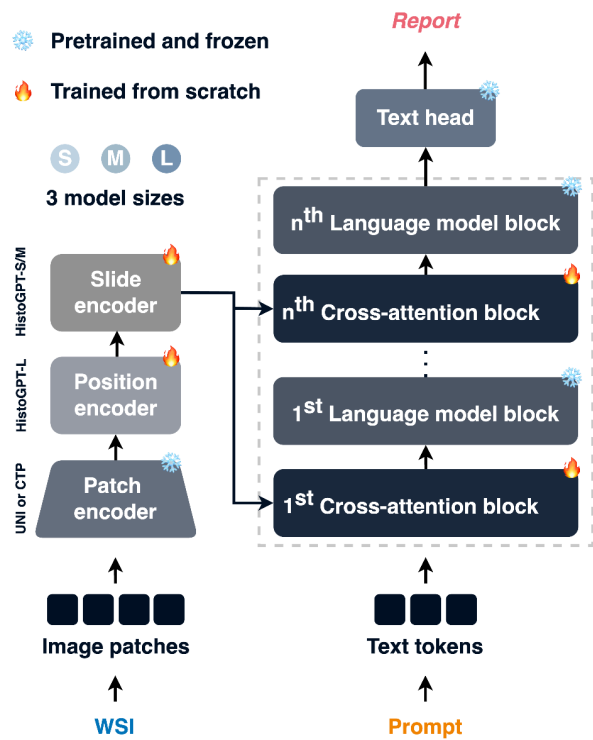 Report
Pretrained and frozen
Trained from scratch
Text head
S M L
3 model sizes
nth Language model block
HistoGPT-S/M
Slide
encoder
nth Cross-attention block
HistoGPT-L
Position
encoder
1st Language model block
UNI or CTP
Patch
encoder
1st Cross-attention block
Image patches
Text tokens
WSI
Prompt